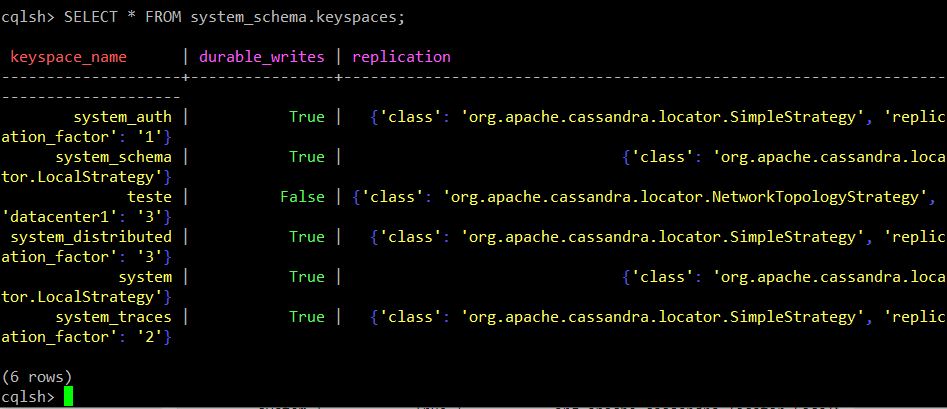 cqlsh> SELECT * FROM system_schema.keyspaces;
 keyspace_name      | durable_writes | replication
--------------------+----------------+-------------------------------------------------------------------
--------------------
        system_auth |           True |   {'class': 'org.apache.cassandra.locator.SimpleStrategy', 'replic
ation_factor': '1'}
      system_schema |           True |                              {'class': 'org.apache.cassandra.loca
tor.LocalStrategy'}
              teste |          False | {'class': 'org.apache.cassandra.locator.NetworkTopologyStrategy',
'datacenter1': '3'}
 system_distributed |           True |   {'class': 'org.apache.cassandra.locator.SimpleStrategy', 'replic
ation_factor': '3'}
             system |           True |                              {'class': 'org.apache.cassandra.loca
tor.LocalStrategy'}
      system_traces |           True |   {'class': 'org.apache.cassandra.locator.SimpleStrategy', 'replic
ation_factor': '2'}
(6 rows)
cqlsh>